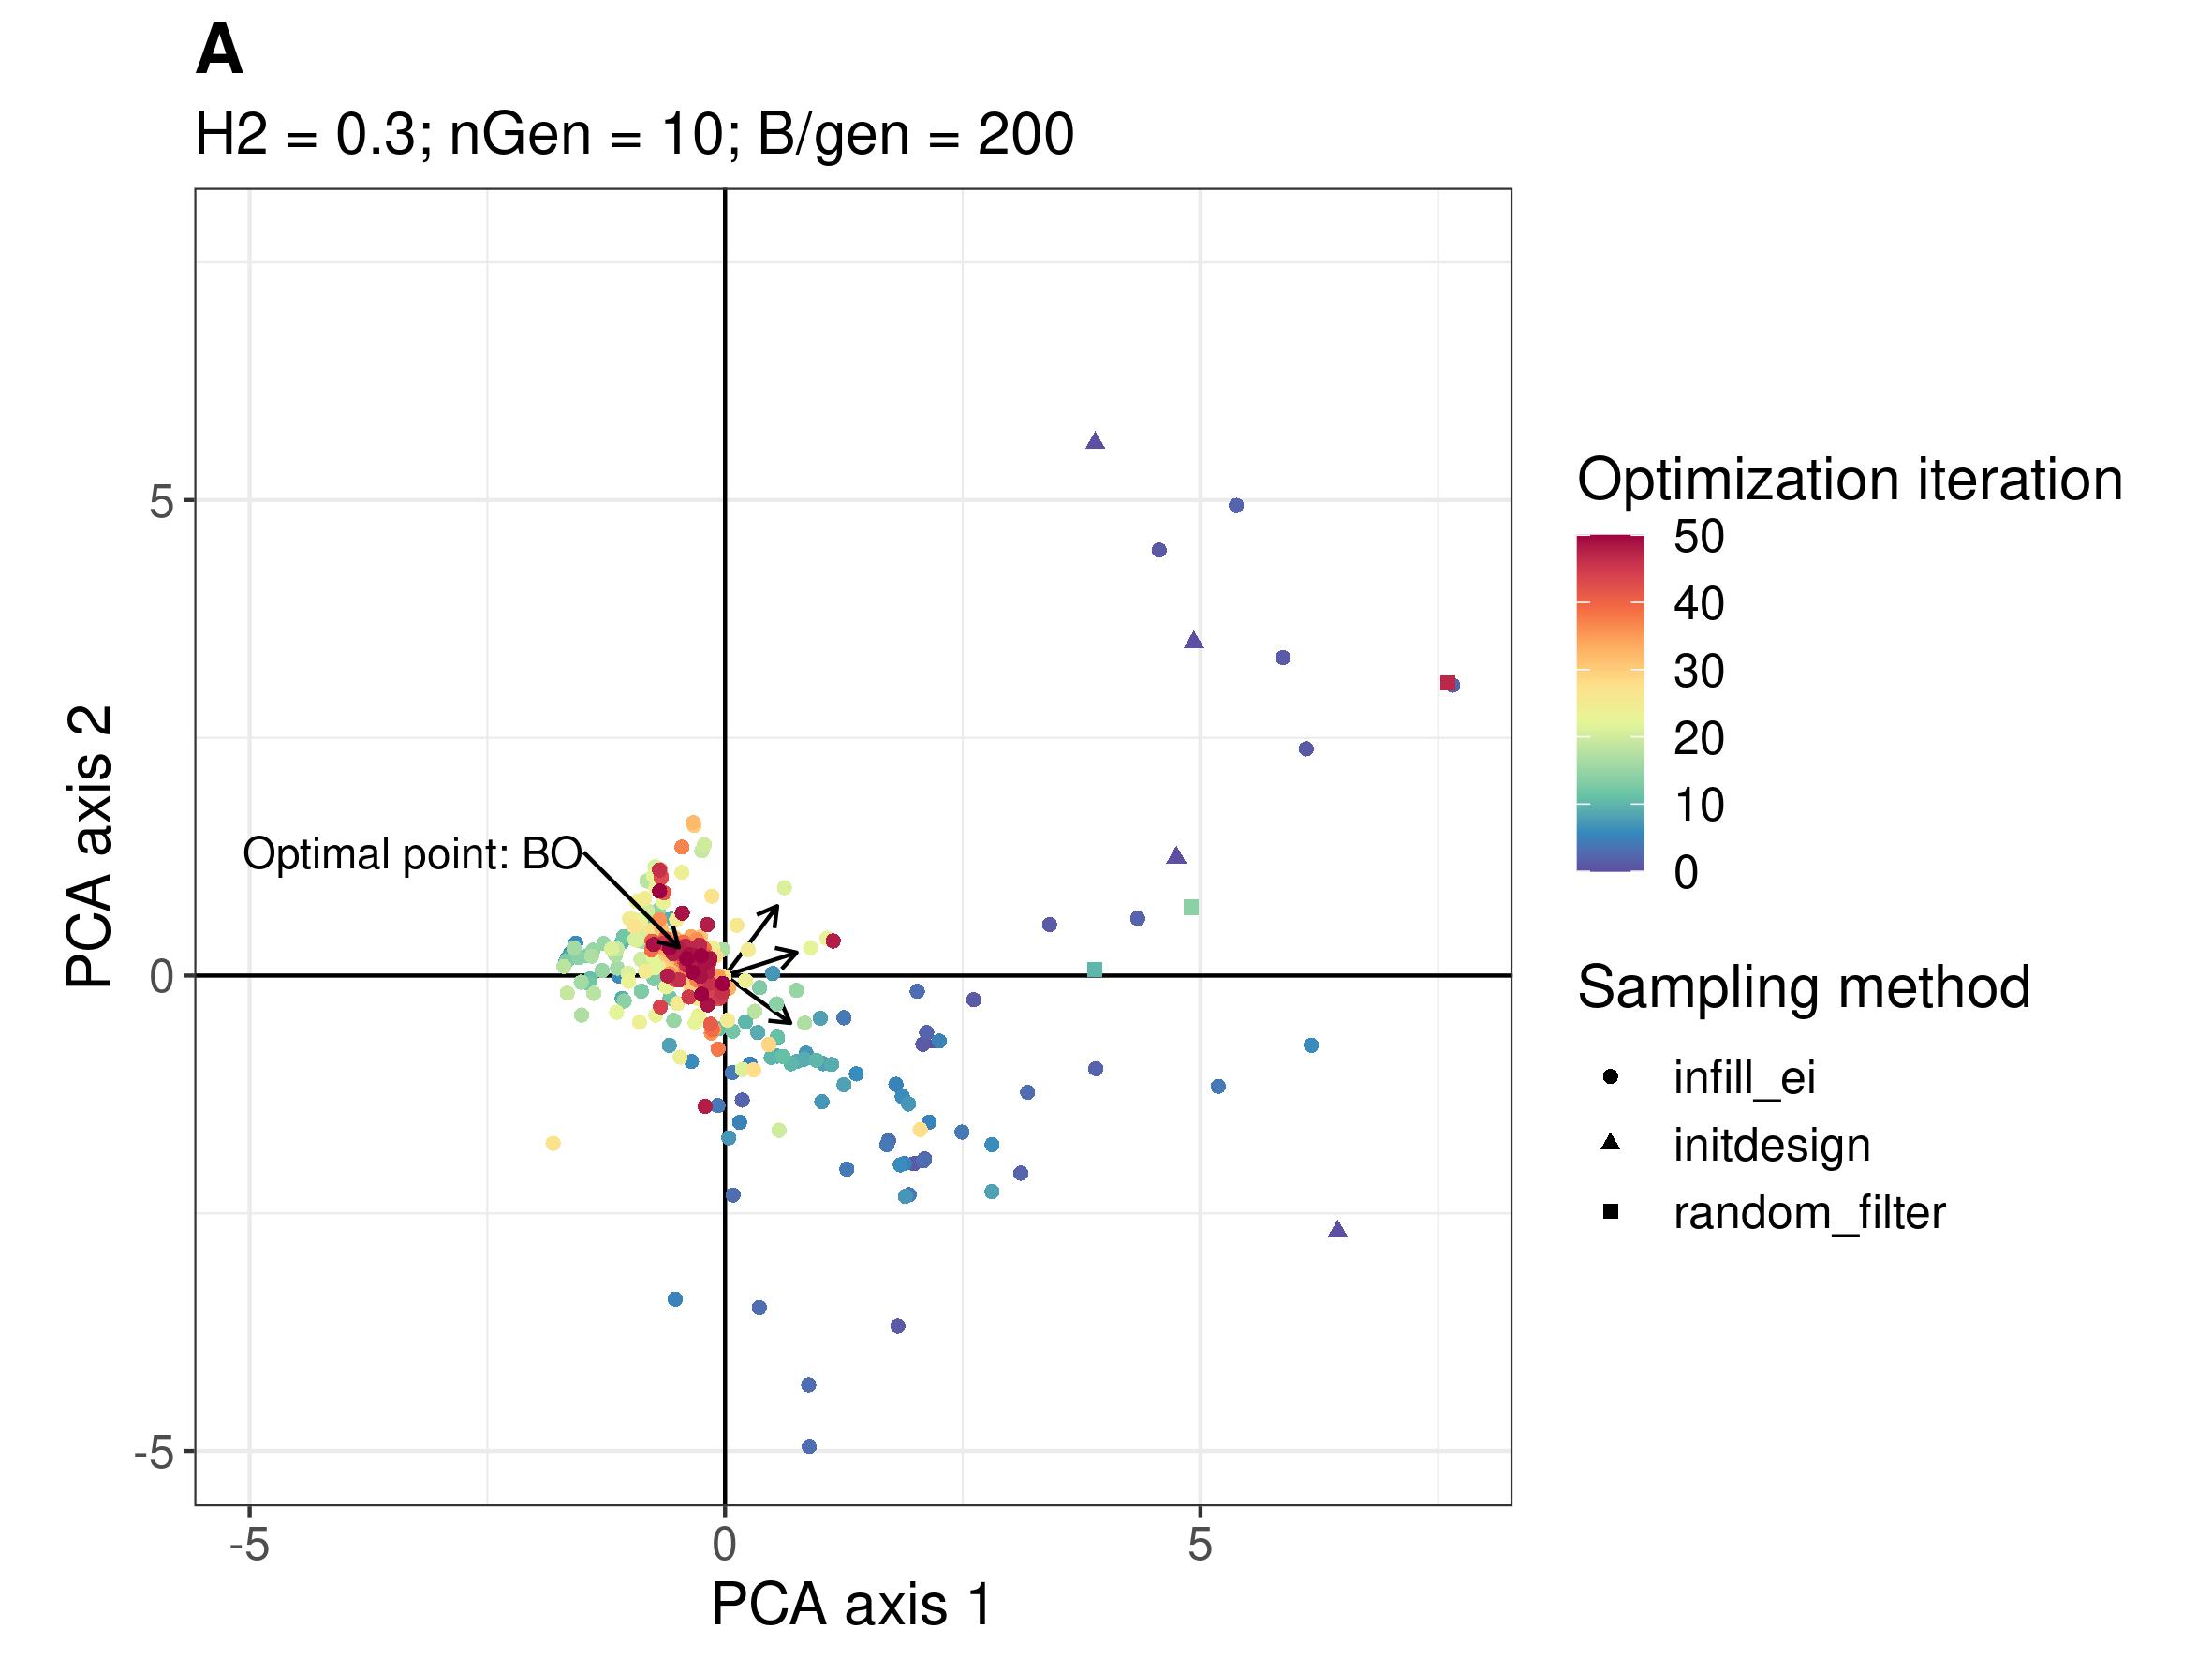 A
H2 = 0.3; nGen = 10; B/gen = 200
PCA axis 2
5
0
-5
Optimal point: BO
-5
0
5
PCA axis 1
Optimization iteration
50
40
30
20
10
0
Sampling method
infill_ei
initdesign
random_filter